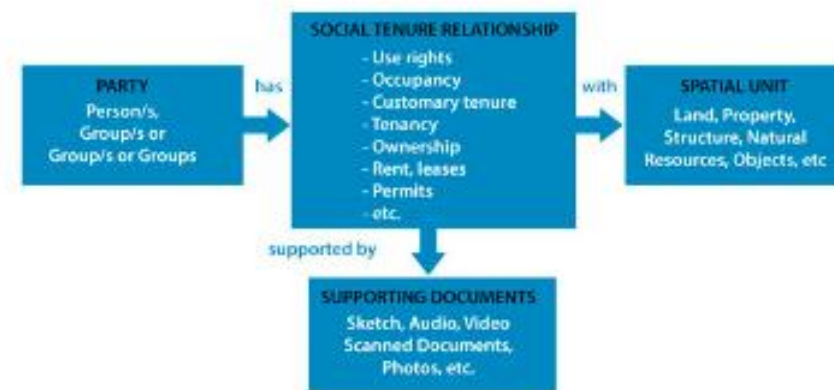 SOCIAL TENURE RELATIONSHIP
- Use rights
- Occupancy
- Customary tenure
- Tenancy
- Ownership
- Rent, leases
- Permits
- etc.
PARTY
Person/s,
Group/s or
Group/s or Groups
has
with
SPATIAL UNIT
Land, Property,
Structure, Natural
Resources, Objects, etc
supported by
SUPPORTING DOCUMENTS
Sketch, Audio, Video
Scanned Documents,
Photos, etc.